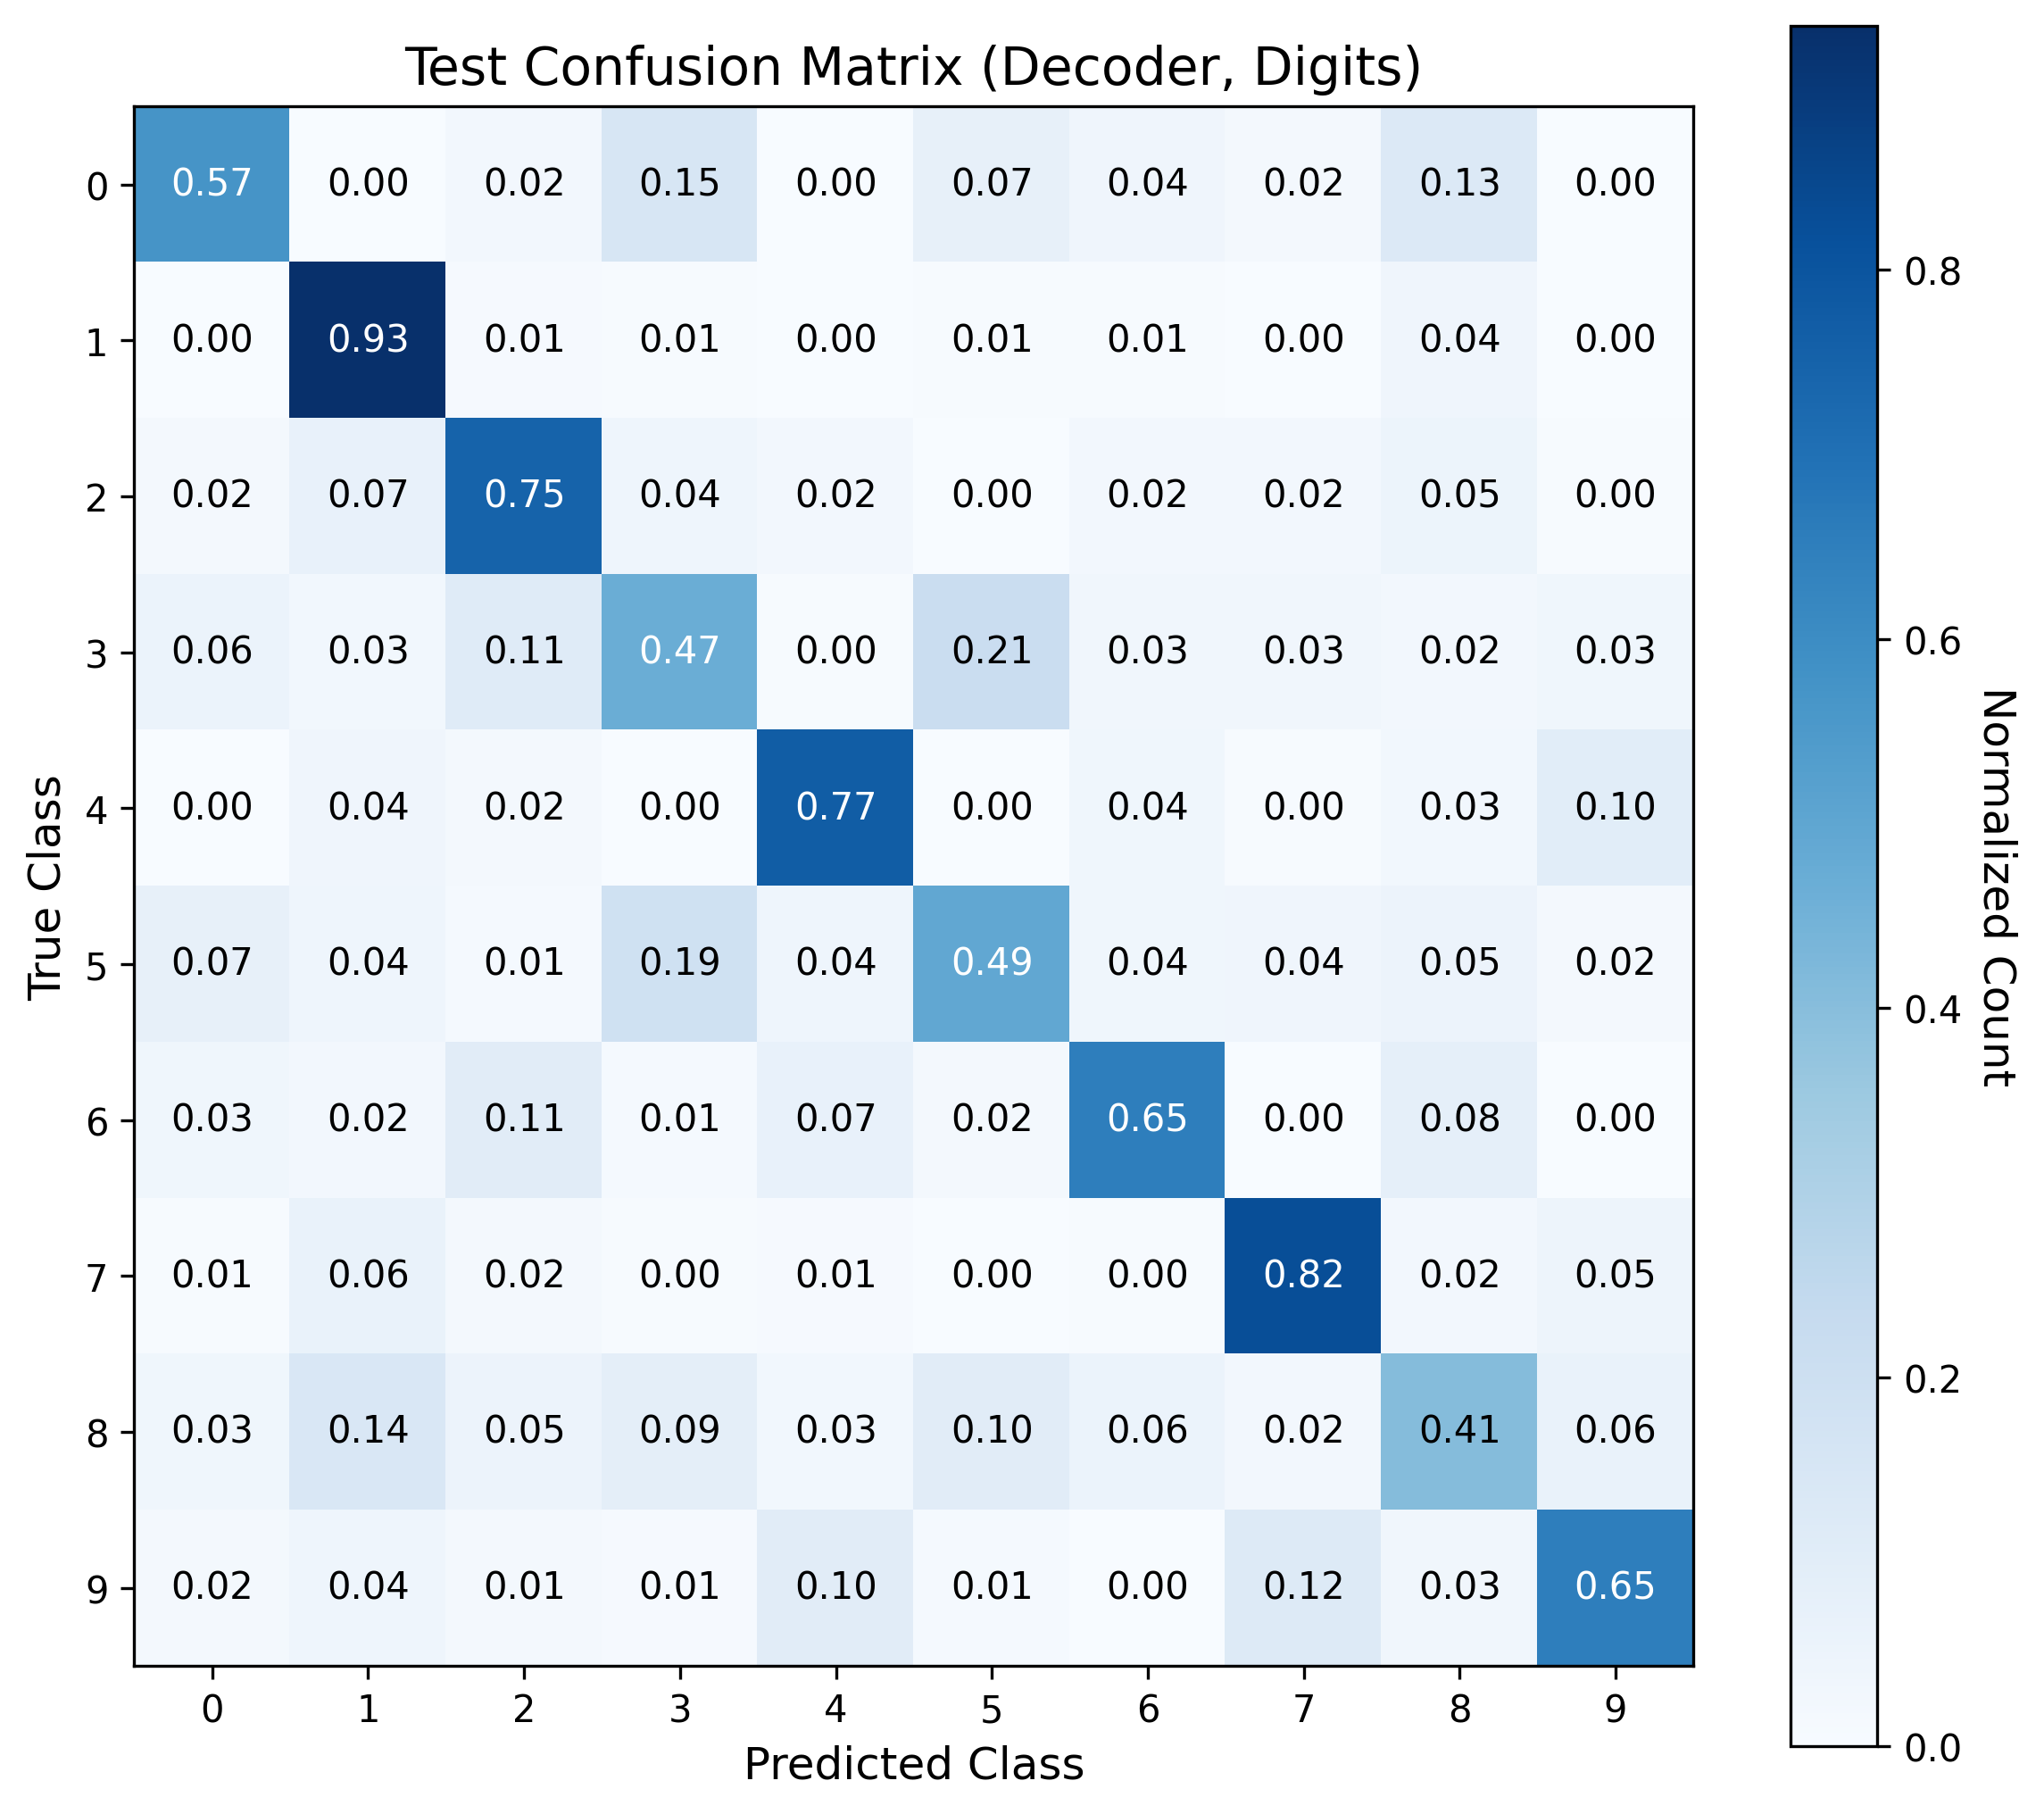 Test Confusion Matrix (Decoder, Digits)
0 0.57 0.00 0.02 0.15 0.00 0.07 0.04 0.02 0.13 0.00
1 0.00 0.93 0.01 0.01 0.00 0.01 0.01 0.00 0.04 0.00
2 0.02 0.07 0.75 0.04 0.02 0.00 0.02 0.02 0.05 0.00
3 0.06 0.03 0.11 0.47 0.00 0.21 0.03 0.03 0.02 0.03
4 0.00 0.04 0.02 0.00 0.77 0.00 0.04 0.00 0.03 0.10
5 0.07 0.04 0.01 0.19 0.04 0.49 0.04 0.04 0.05 0.02
6 0.03 0.02 0.11 0.01 0.07 0.02 0.65 0.00 0.08 0.00
7 0.01 0.06 0.02 0.00 0.01 0.00 0.00 0.82 0.02 0.05
8 0.03 0.14 0.05 0.09 0.03 0.10 0.06 0.02 0.41 0.06
9 0.02 0.04 0.01 0.01 0.10 0.01 0.00 0.12 0.03 0.65
0 1 2 3 4 5 6 7 8 9
Predicted Class
True Class
0.8
0.6
0.4
0.2
0.0
Normalized Count